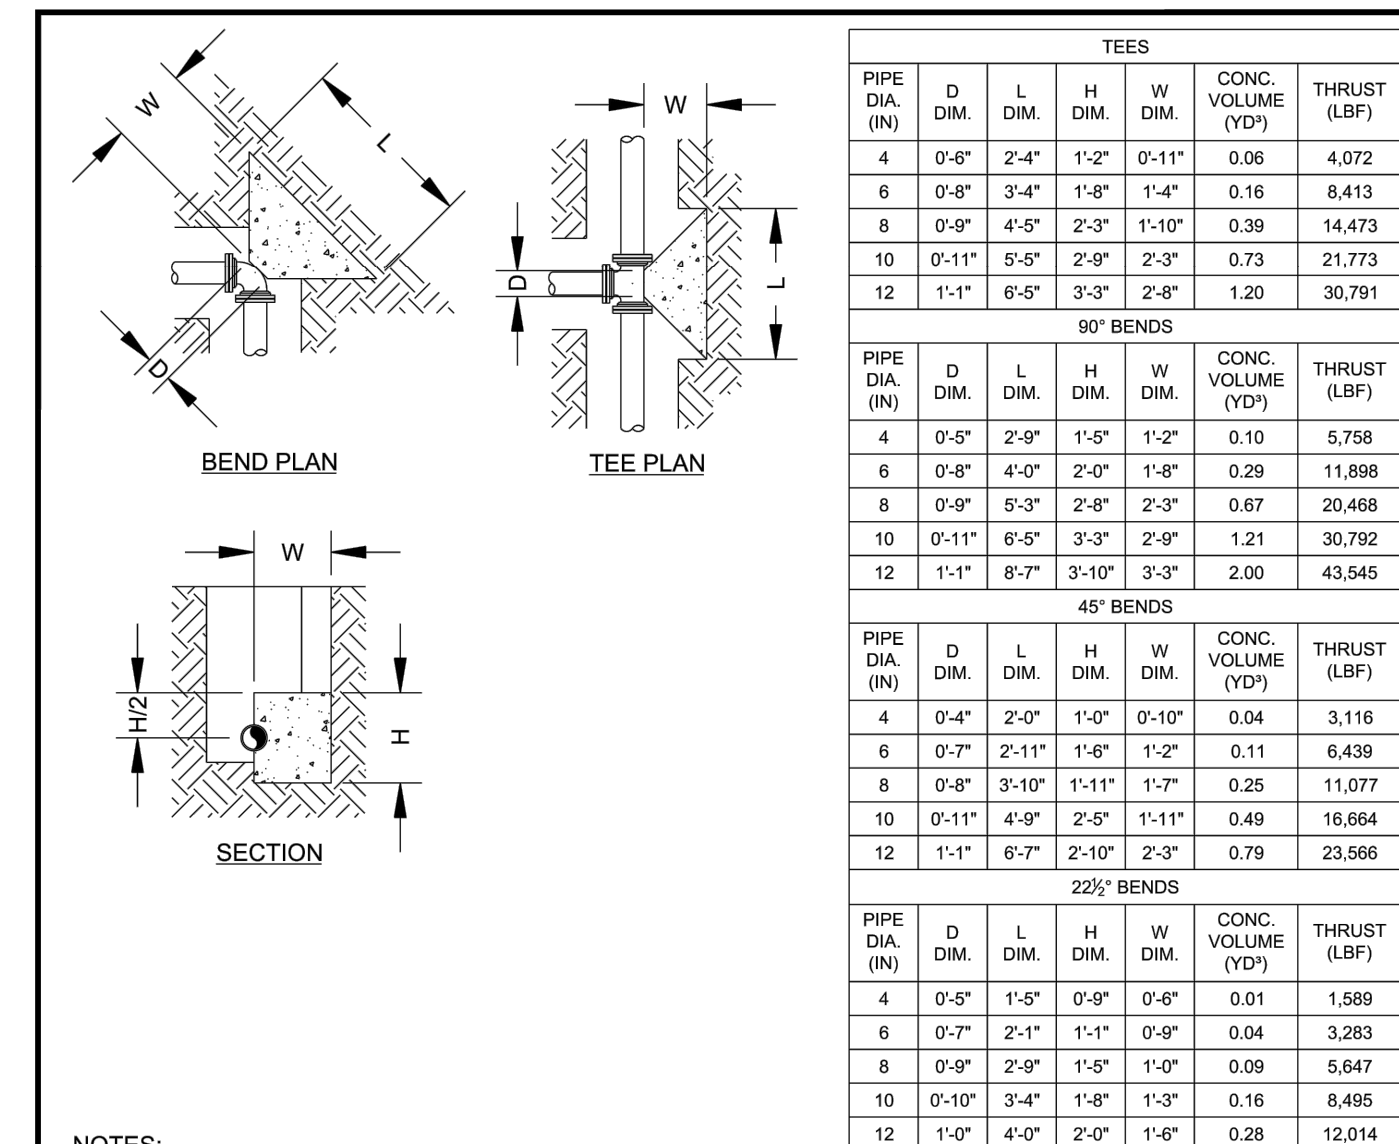 W
L
D
BEND PLAN
W
D
L
TEE PLAN
W
H/2
H
SECTION
NOTES:
TEES
PIPE DIA. (IN) D DIM. L DIM. H DIM. W DIM. CONC. VOLUME (YD³) THRUST (LBF)
4 0'-6" 2'-4" 1'-2" 0'-11" 0.06 4,072
6 0'-8" 3'-4" 1'-8" 1'-4" 0.16 8,413
8 0'-9" 4'-5" 2'-3" 1'-10" 0.39 14,473
10 0'-11" 5'-5" 2'-9" 2'-3" 0.73 21,773
12 1'-1" 6'-5" 3'-3" 2'-8" 1.20 30,791
90° BENDS
PIPE DIA. (IN) D DIM. L DIM. H DIM. W DIM. CONC. VOLUME (YD³) THRUST (LBF)
4 0'-5" 2'-9" 1'-5" 1'-2" 0.10 5,758
6 0'-8" 4'-0" 2'-0" 1'-8" 0.29 11,898
8 0'-9" 5'-3" 2'-8" 2'-3" 0.67 20,468
10 0'-11" 6'-5" 3'-3" 2'-9" 1.21 30,792
12 1'-1" 8'-7" 3'-10" 3'-3" 2.00 43,545
45° BENDS
PIPE DIA. (IN) D DIM. L DIM. H DIM. W DIM. CONC. VOLUME (YD³) THRUST (LBF)
4 0'-4" 2'-0" 1'-0" 0'-10" 0.04 3,116
6 0'-7" 2'-11" 1'-6" 1'-2" 0.11 6,439
8 0'-8" 3'-10" 1'-11" 1'-7" 0.25 11,077
10 0'-11" 4'-9" 2'-5" 1'-11" 0.49 16,664
12 1'-1" 6'-7" 2'-10" 2'-3" 0.79 23,566
22½° BENDS
PIPE DIA. (IN) D DIM. L DIM. H DIM. W DIM. CONC. VOLUME (YD³) THRUST (LBF)
4 0'-5" 1'-5" 0'-9" 0'-6" 0.01 1,589
6 0'-7" 2'-1" 1'-1" 0'-9" 0.04 3,283
8 0'-9" 2'-9" 1'-5" 1'-0" 0.09 5,647
10 0'-10" 3'-4" 1'-8" 1'-3" 0.16 8,495
12 1'-0" 4'-0" 2'-0" 1'-6" 0.28 12,014